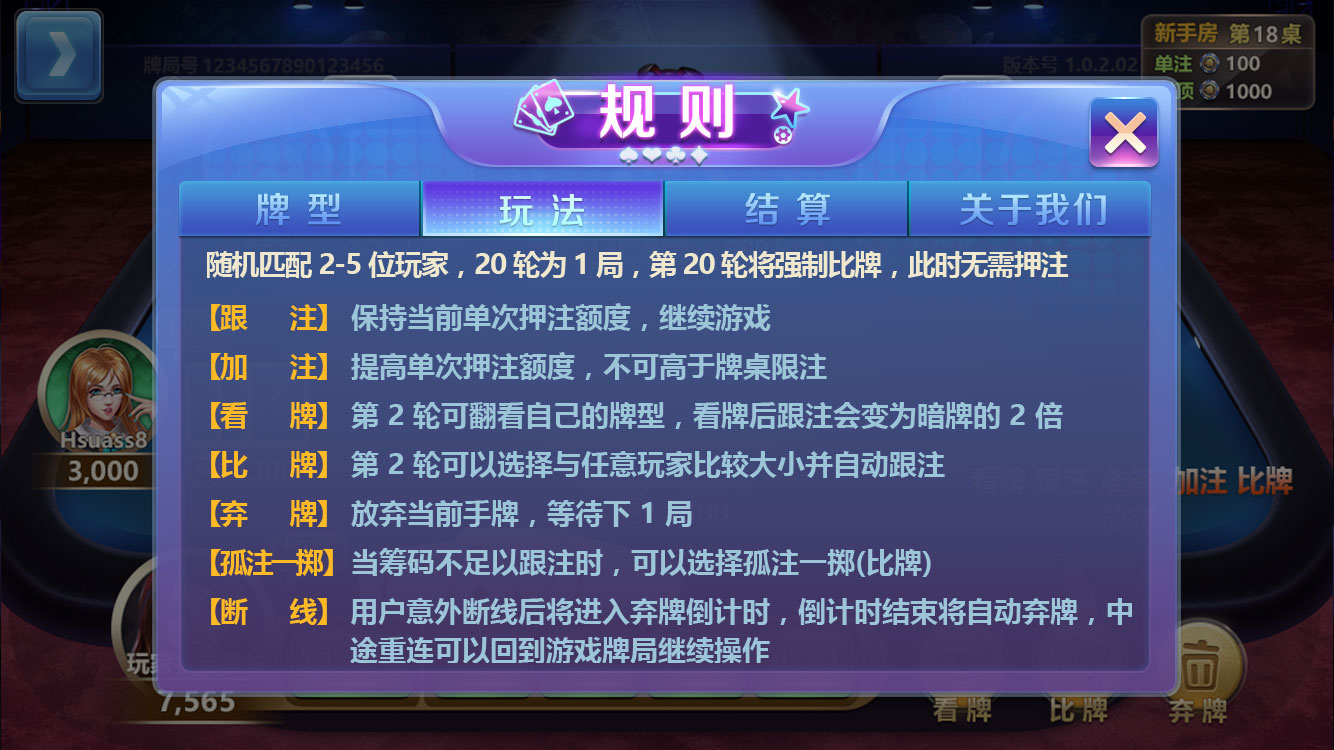 牌局号1234567890123456
版本号 1.0.2.02
新手房 第18桌
单注 100
顶 1000
规则
牌型 玩法 结算 关于我们
随机匹配 2-5 位玩家，20 轮为 1 局，第 20 轮将强制比牌，此时无需押注
【跟 注】 保持当前单次押注额度，继续游戏
【加 注】 提高单次押注额度，不可高于牌桌限注
【看 牌】 第 2 轮可翻看自己的牌型，看牌后跟注会变为暗牌的 2 倍
【比 牌】 第 2 轮可以选择与任意玩家比较大小并自动跟注
【弃 牌】 放弃当前手牌，等待下 1 局
【孤注一掷】 当筹码不足以跟注时，可以选择孤注一掷(比牌)
【断 线】 用户意外断线后将进入弃牌倒计时，倒计时结束将自动弃牌，中
途重连可以回到游戏牌局继续操作
Hsuass8
3,000
看牌 跟注 准备 加注 比牌
玩家
7,565
看牌 比牌 弃牌